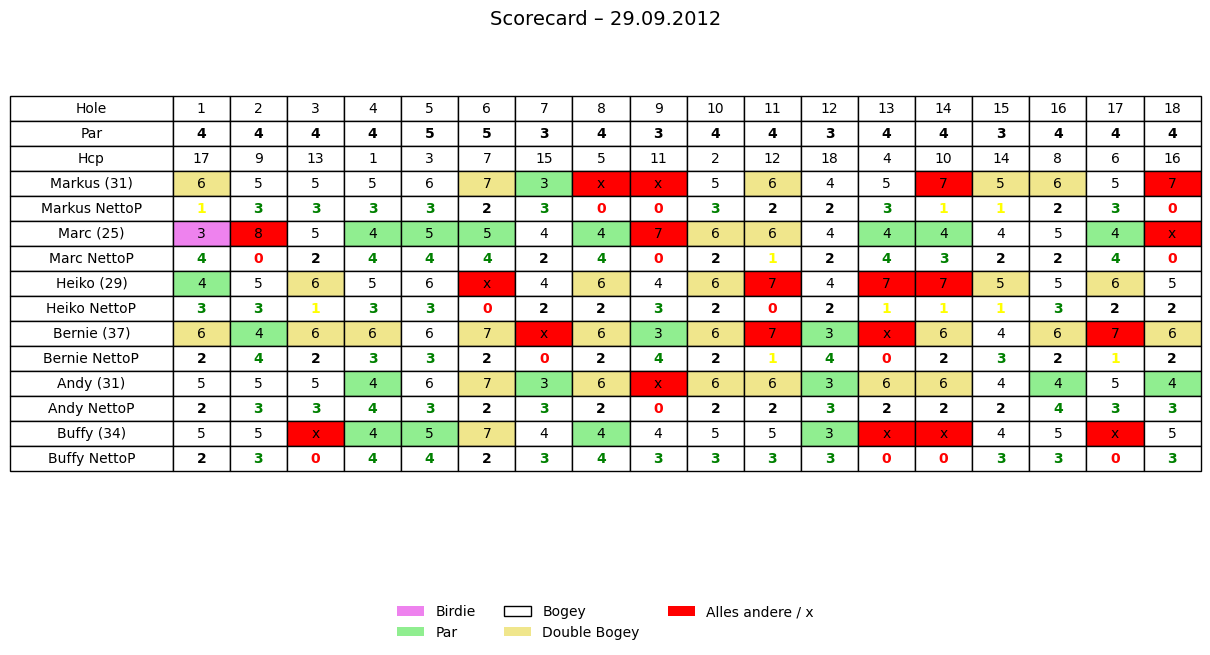 Scorecard – 29.09.2012
Hole 1 2 3 4 5 6 7 8 9 10 11 12 13 14 15 16 17 18
Par 4 4 4 4 5 5 3 4 3 4 4 3 4 4 3 4 4 4
Hcp 17 9 13 1 3 7 15 5 11 2 12 18 4 10 14 8 6 16
Markus (31) 6 5 5 5 6 7 3 x x 5 6 4 5 7 5 6 5 7
Markus NettoP 1 3 3 3 3 2 3 0 0 3 2 2 3 1 1 2 3 0
Marc (25) 3 8 5 4 5 5 4 4 7 6 6 4 4 4 4 5 4 x
Marc NettoP 4 0 2 4 4 4 2 4 0 2 1 2 4 3 2 2 4 0
Heiko (29) 4 5 6 5 6 x 4 6 4 6 7 4 7 7 5 5 6 5
Heiko NettoP 3 3 1 3 3 0 2 2 3 2 0 2 1 1 1 3 2 2
Bernie (37) 6 4 6 6 6 7 x 6 3 6 7 3 x 6 4 6 7 6
Bernie NettoP 2 4 2 3 3 2 0 2 4 2 1 4 0 2 3 2 1 2
Andy (31) 5 5 5 4 6 7 3 6 x 6 6 3 6 6 4 4 5 4
Andy NettoP 2 3 3 4 3 2 3 2 0 2 2 3 2 2 2 4 3 3
Buffy (34) 5 5 x 4 5 7 4 4 4 5 5 3 x x 4 5 x 5
Buffy NettoP 2 3 0 4 4 2 3 4 3 3 3 3 0 0 3 3 0 3
Birdie Bogey Alles andere / x
Par Double Bogey